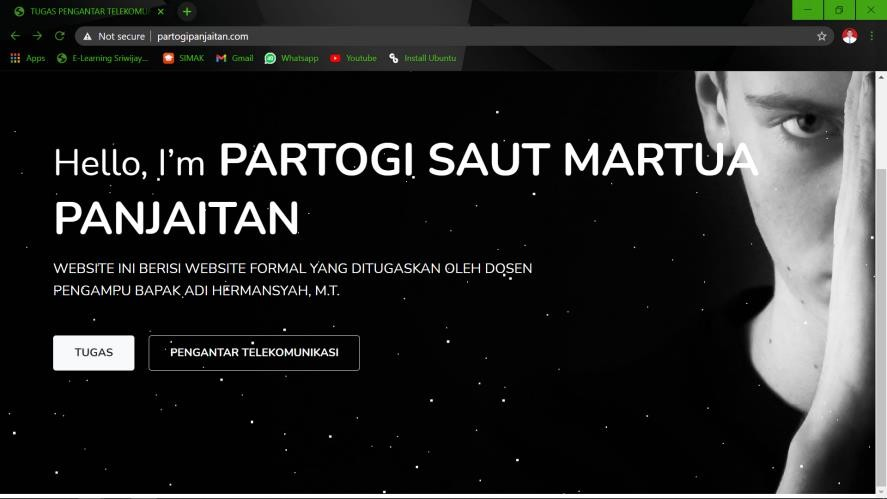 TUGAS PENGANTAR TELEKOMU
Not secure
partogipanjaitan.com
Apps
E-Learning Sriwijay...
SIMAK
Gmail
Whatsapp
Youtube
Install Ubuntu
Hello, I'm PARTOGI SAUT MARTUA
PANJAITAN
WEBSITE INI BERISI WEBSITE FORMAL YANG DITUGASKAN OLEH DOSEN
PENGAMPU BAPAK ADI HERMANSYAH, M.T.
TUGAS
PENGANTAR TELEKOMUNIKASI